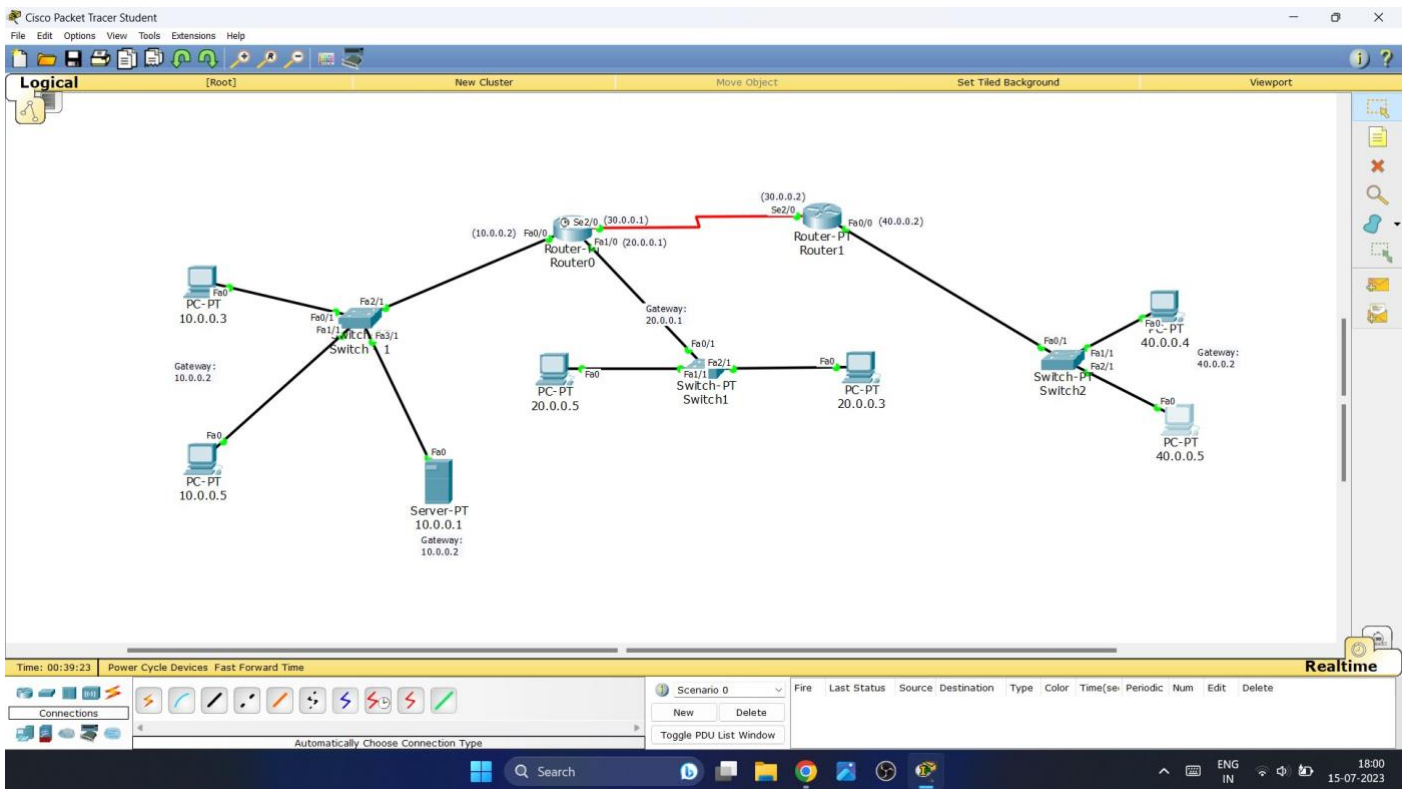 Cisco Packet Tracer Student
File Edit Options View Tools Extensions Help
Logical [Root] New Cluster Move Object Set Tiled Background Viewport
(30.0.0.2)
Se2/0
Fa0/0 (40.0.0.2)
Router-PT
Router1
Se2/0 (30.0.0.1)
(10.0.0.2) Fa0/0
Fa1/0 (20.0.0.1)
Router0
Fa0
PC-PT
10.0.0.3
Fa2/1
Fa0/1
Fa1/1
Fa3/1
Switch 1
Gateway:
10.0.0.2
Fa0
PC-PT
10.0.0.5
Fa0
Server-PT
10.0.0.1
Gateway:
10.0.0.2
Gateway:
20.0.0.1
Fa0/1
Fa2/1
Fa1/1
Switch-PT
Switch1
Fa0
PC-PT
20.0.0.5
Fa0
PC-PT
20.0.0.3
Fa0/1
Fa1/1
Fa2/1
Switch-PT
Switch2
Fa0
PC-PT
40.0.0.4
Gateway:
40.0.0.2
Fa0
PC-PT
40.0.0.5
Time: 00:39:23 Power Cycle Devices Fast Forward Time
Realtime
Connections
Automatically Choose Connection Type
Scenario 0
New Delete
Toggle PDU List Window
Fire Last Status Source Destination Type Color Time(se Periodic Num Edit Delete
Search
ENG
IN
18:00
15-07-2023